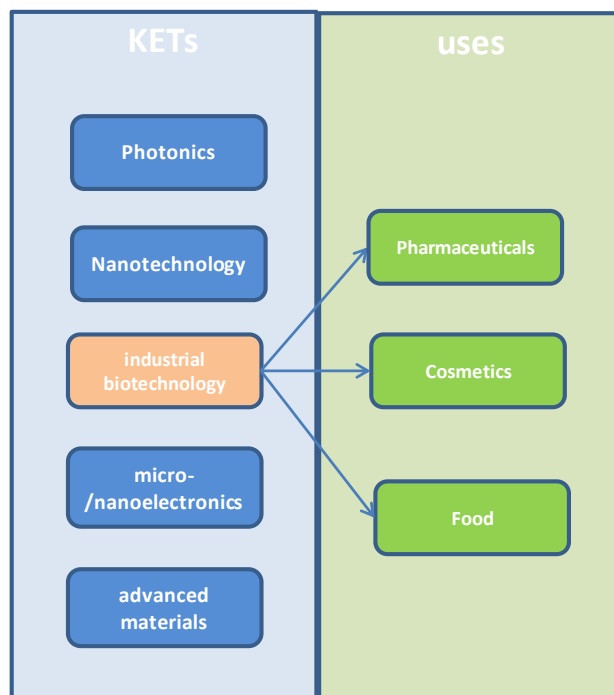 KETs
uses
Photonics
Nanotechnology
industrial
biotechnology
micro-
/nanoelectronics
advanced
materials
Pharmaceuticals
Cosmetics
Food